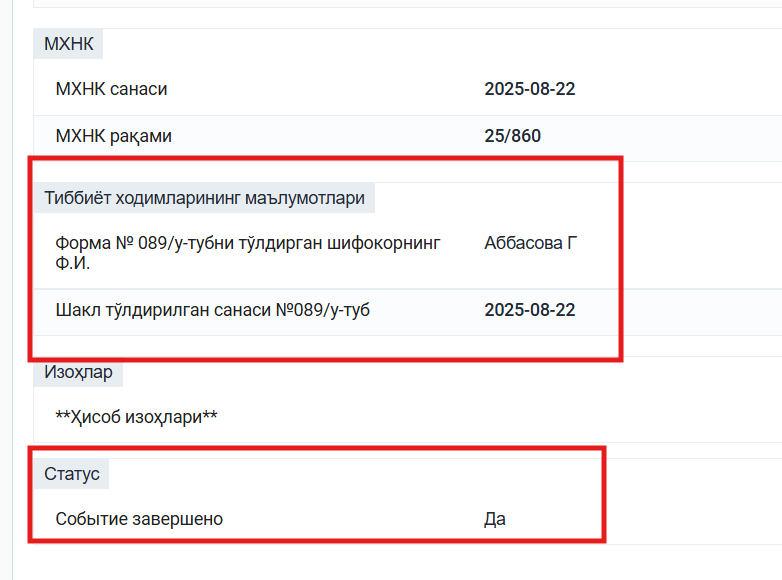 МХНК
МХНК санаси 2025-08-22
МХНК рақами 25/860
Тиббиёт ходимларининг маълумотлари
Форма № 089/у-тубни тўлдирган шифокорнинг Аббасова Г
Ф.И.
Шакл тўлдирилган санаси №089/у-туб 2025-08-22
Изоҳлар
**Ҳисоб изоҳлари**
Статус
Событие завершено Да